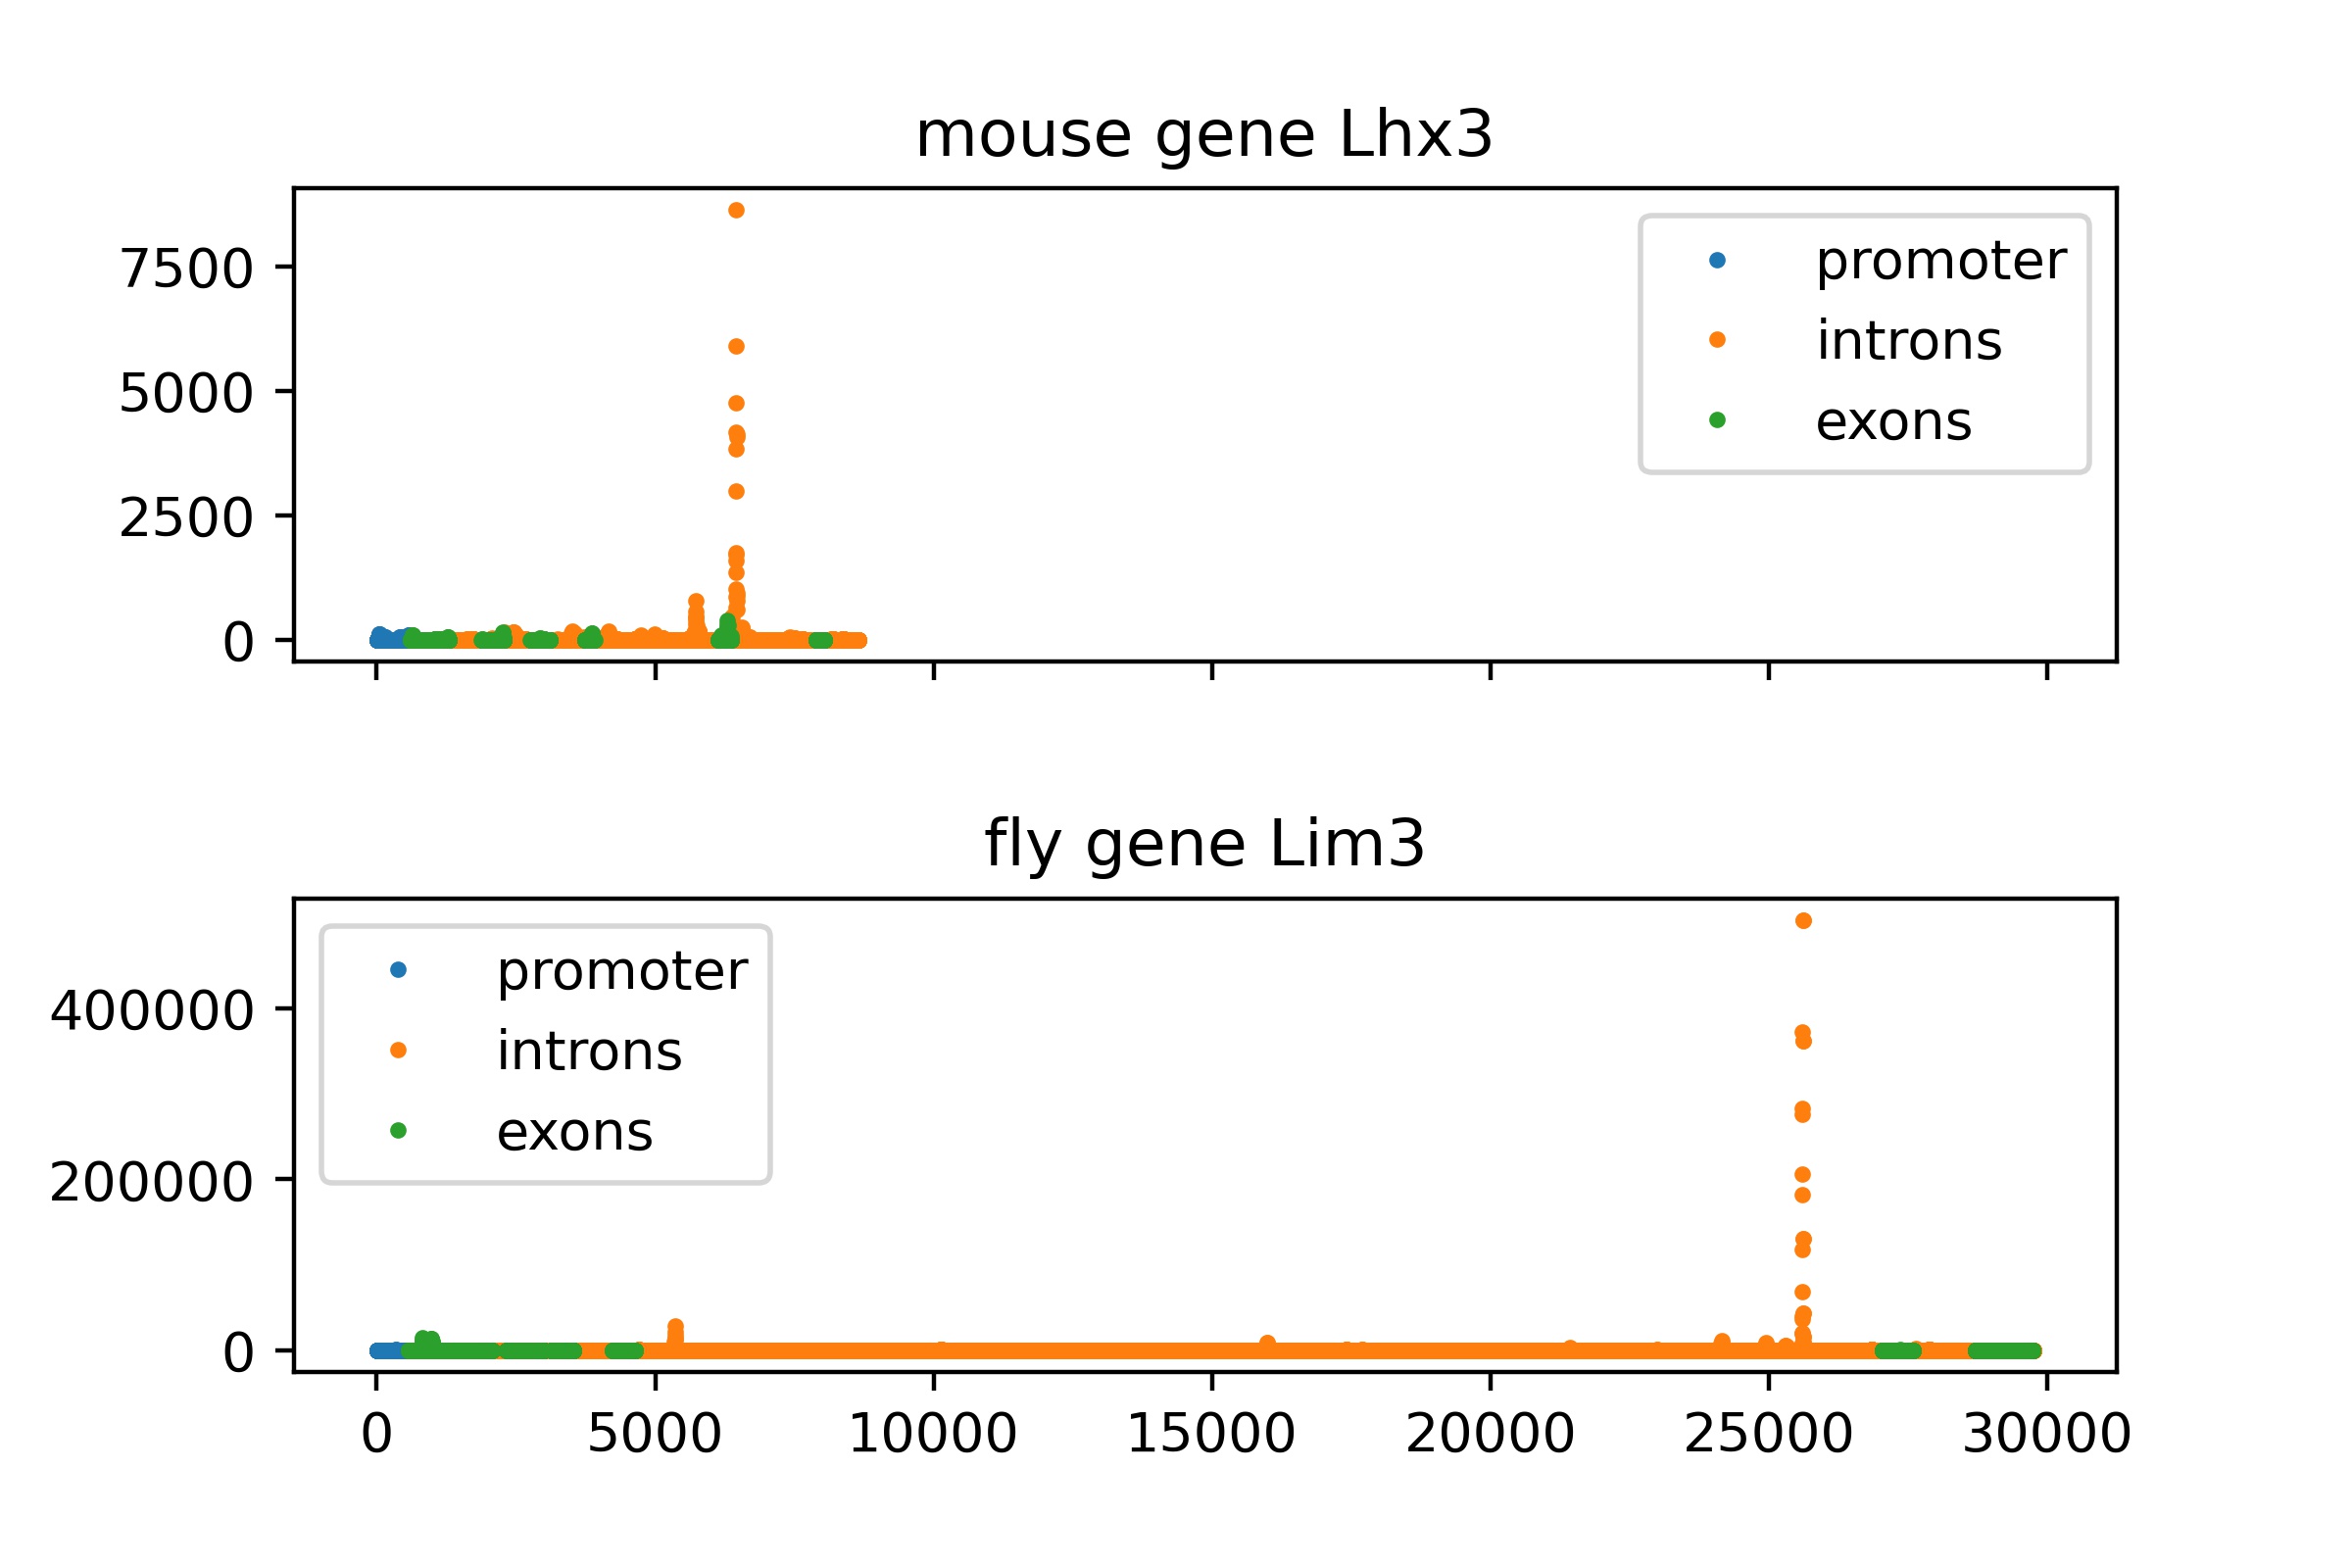 mouse gene Lhx3
7500
5000
2500
0
promoter
introns
exons
fly gene Lim3
400000
200000
0
promoter
introns
exons
0 5000 10000 15000 20000 25000 30000